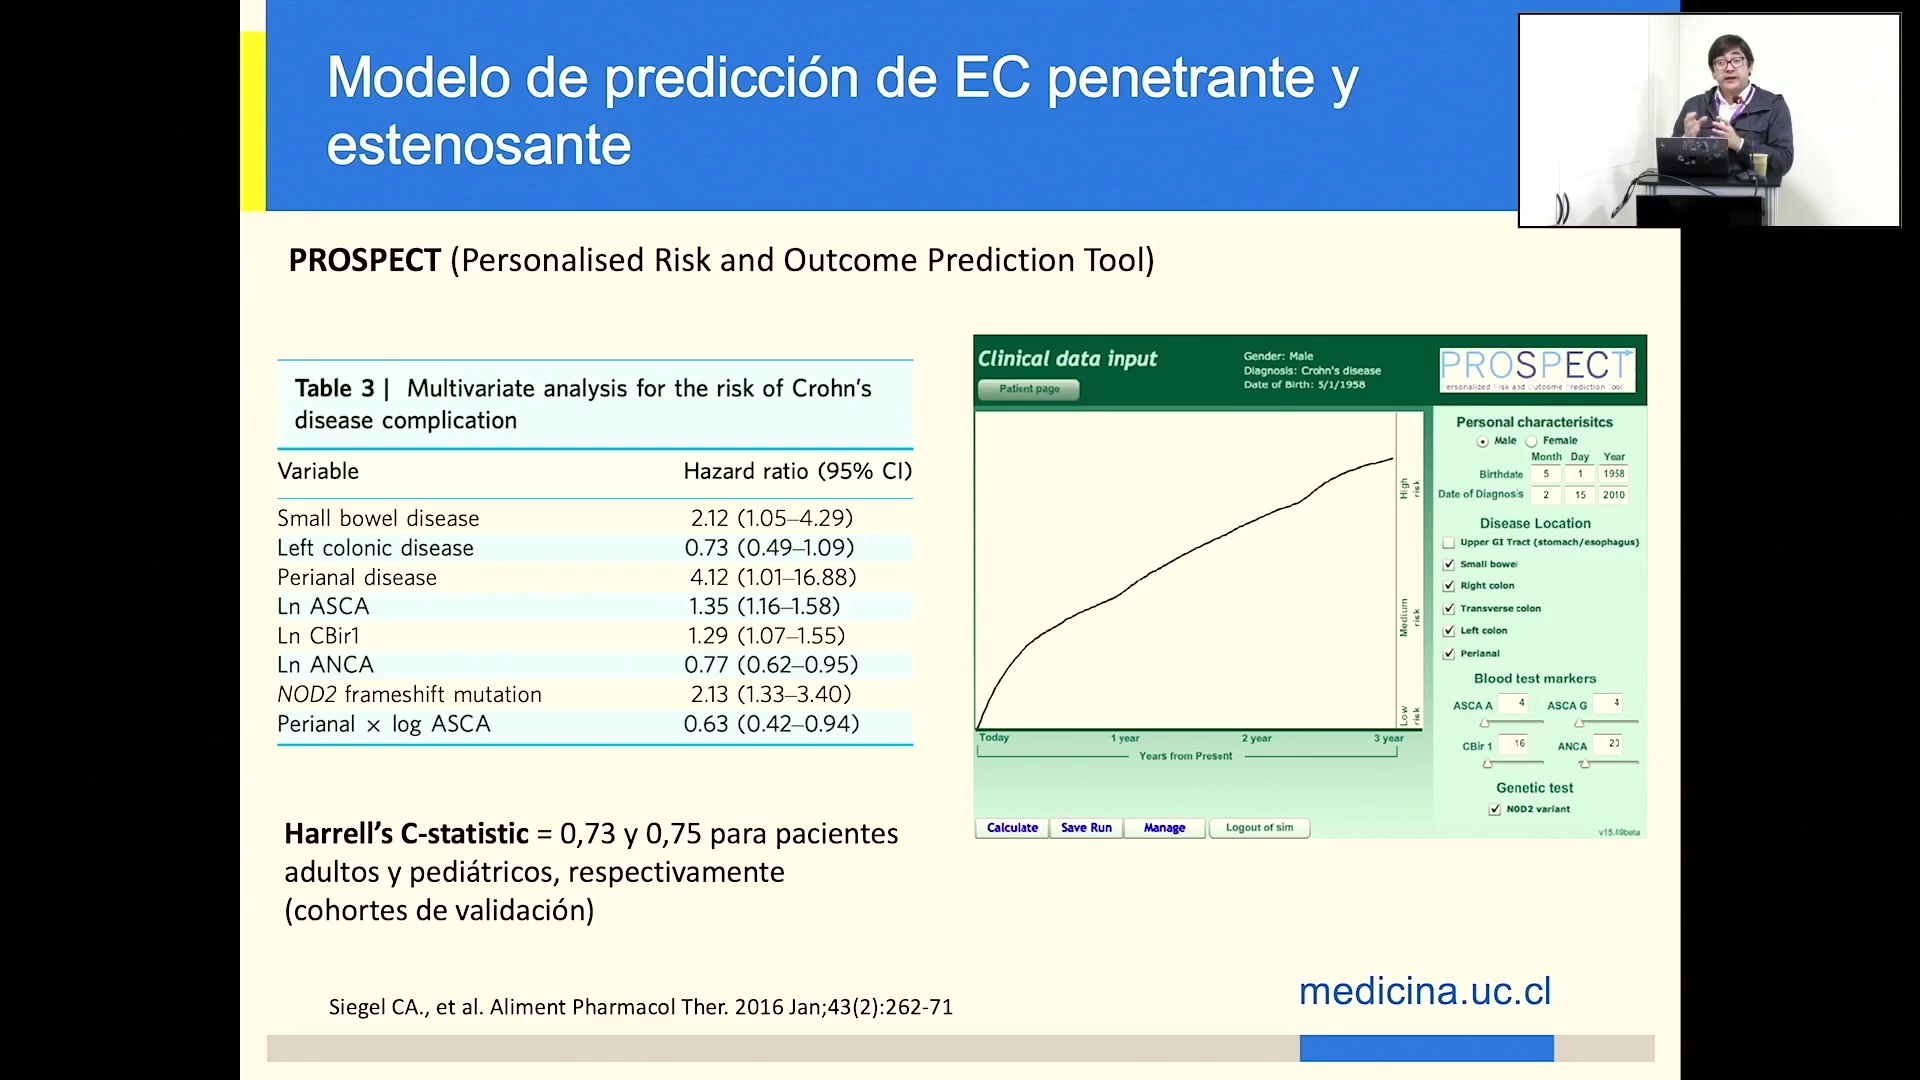 Modelo de predicción de EC penetrante y
estenosante
PROSPECT (Personalised Risk and Outcome Prediction Tool)
Table 3 | Multivariate analysis for the risk of Crohn's
disease complication
Variable Hazard ratio (95% CI)
Small bowel disease 2.12 (1.05–4.29)
Left colonic disease 0.73 (0.49–1.09)
Perianal disease 4.12 (1.01–16.88)
Ln ASCA 1.35 (1.16–1.58)
Ln CBir1 1.29 (1.07–1.55)
Ln ANCA 0.77 (0.62–0.95)
NOD2 frameshift mutation 2.13 (1.33–3.40)
Perianal × log ASCA 0.63 (0.42–0.94)
Harrell's C-statistic = 0,73 y 0,75 para pacientes
adultos y pediátricos, respectivamente
(cohortes de validación)
Clinical data input
Patient page
Gender: Male
Diagnosis: Crohn's disease
Date of Birth: 5/1/1958
PROSPECT
Personalized Risk and Outcome Prediction Tool
High risk
Medium risk
Low risk
Today 1 year 2 year 3 year
Years from Present
Calculate Save Run Manage Logout of sim
Personal characterisitcs
Male Female
Month Day Year
Birthdate 5 1 1958
Date of Diagnosis 2 15 2010
Disease Location
Upper GI Tract (stomach/esophagus)
Small bowel
Right colon
Transverse colon
Left colon
Perianal
Blood test markers
ASCA A 4 ASCA G 4
CBir 1 16 ANCA 20
Genetic test
NOD2 variant
v15.49beta
Siegel CA., et al. Aliment Pharmacol Ther. 2016 Jan;43(2):262-71
medicina.uc.cl